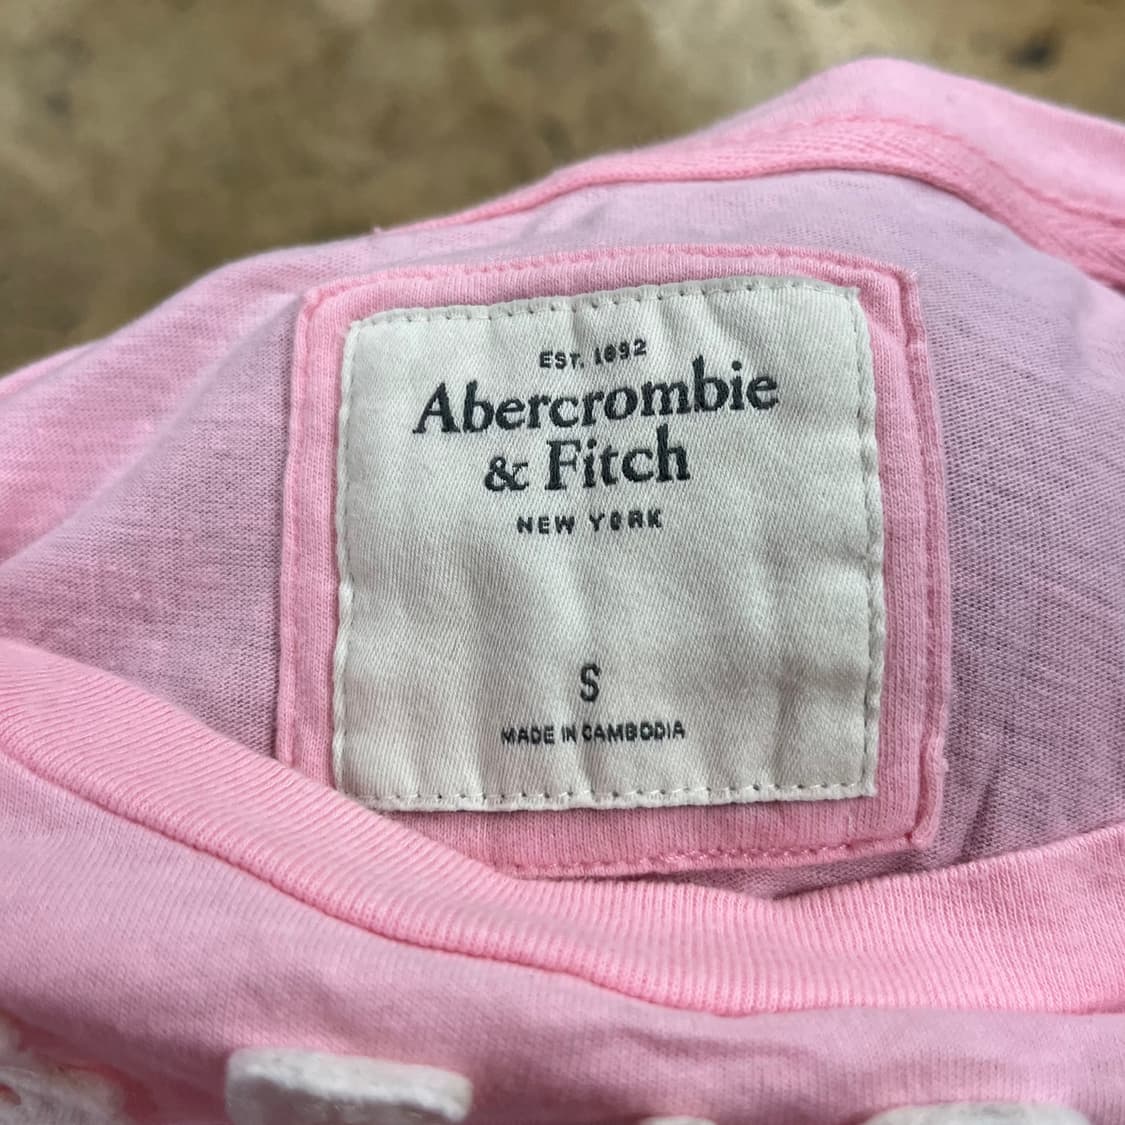 EST. 1892
Abercrombie
& Fitch
NEW YORK
S
MADE IN CAMBODIA